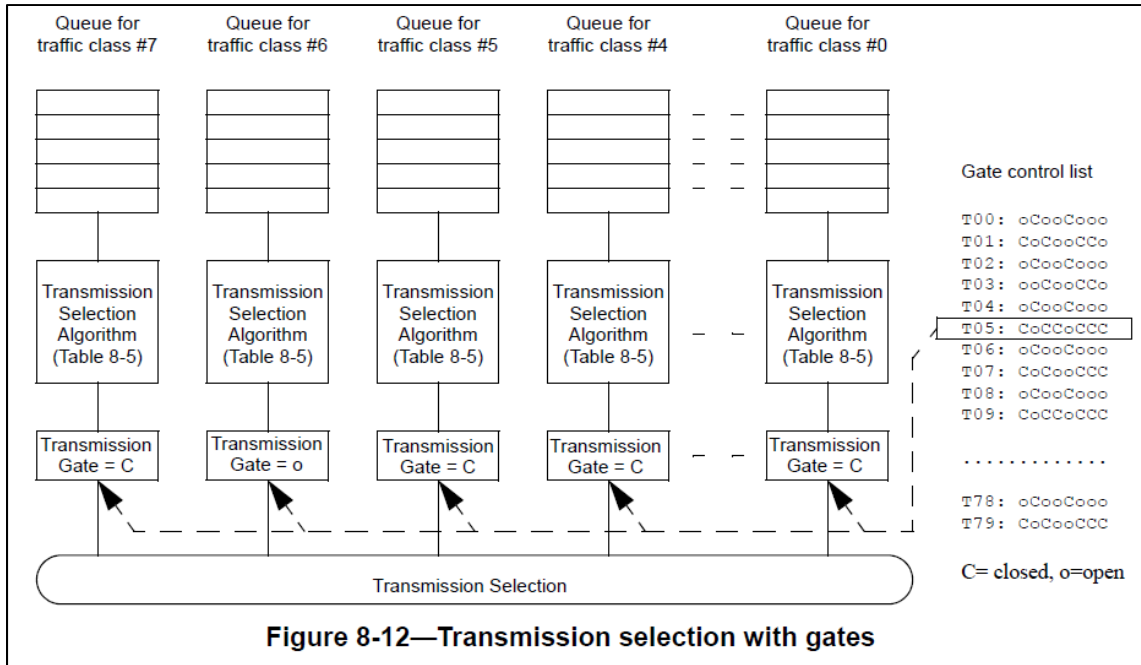 Queue for
traffic class #7
Queue for
traffic class #6
Queue for
traffic class #5
Queue for
traffic class #4
Queue for
traffic class #0
Transmission
Selection
Algorithm
(Table 8-5)
Transmission
Selection
Algorithm
(Table 8-5)
Transmission
Selection
Algorithm
(Table 8-5)
Transmission
Selection
Algorithm
(Table 8-5)
Transmission
Selection
Algorithm
(Table 8-5)
Transmission
Gate = C
Transmission
Gate = o
Transmission
Gate = C
Transmission
Gate = C
Transmission
Gate = C
Transmission Selection
Gate control list
T00: oCooCooo
T01: CoCooCCo
T02: oCooCooo
T03: ooCooCCo
T04: oCooCooo
T05: CoCCoCCC
T06: oCooCooo
T07: CoCooCCC
T08: oCooCooo
T09: CoCCoCCC
. . . . . . . . . . . . .
T78: oCooCooo
T79: CoCooCCC
C= closed, o=open
Figure 8-12—Transmission selection with gates